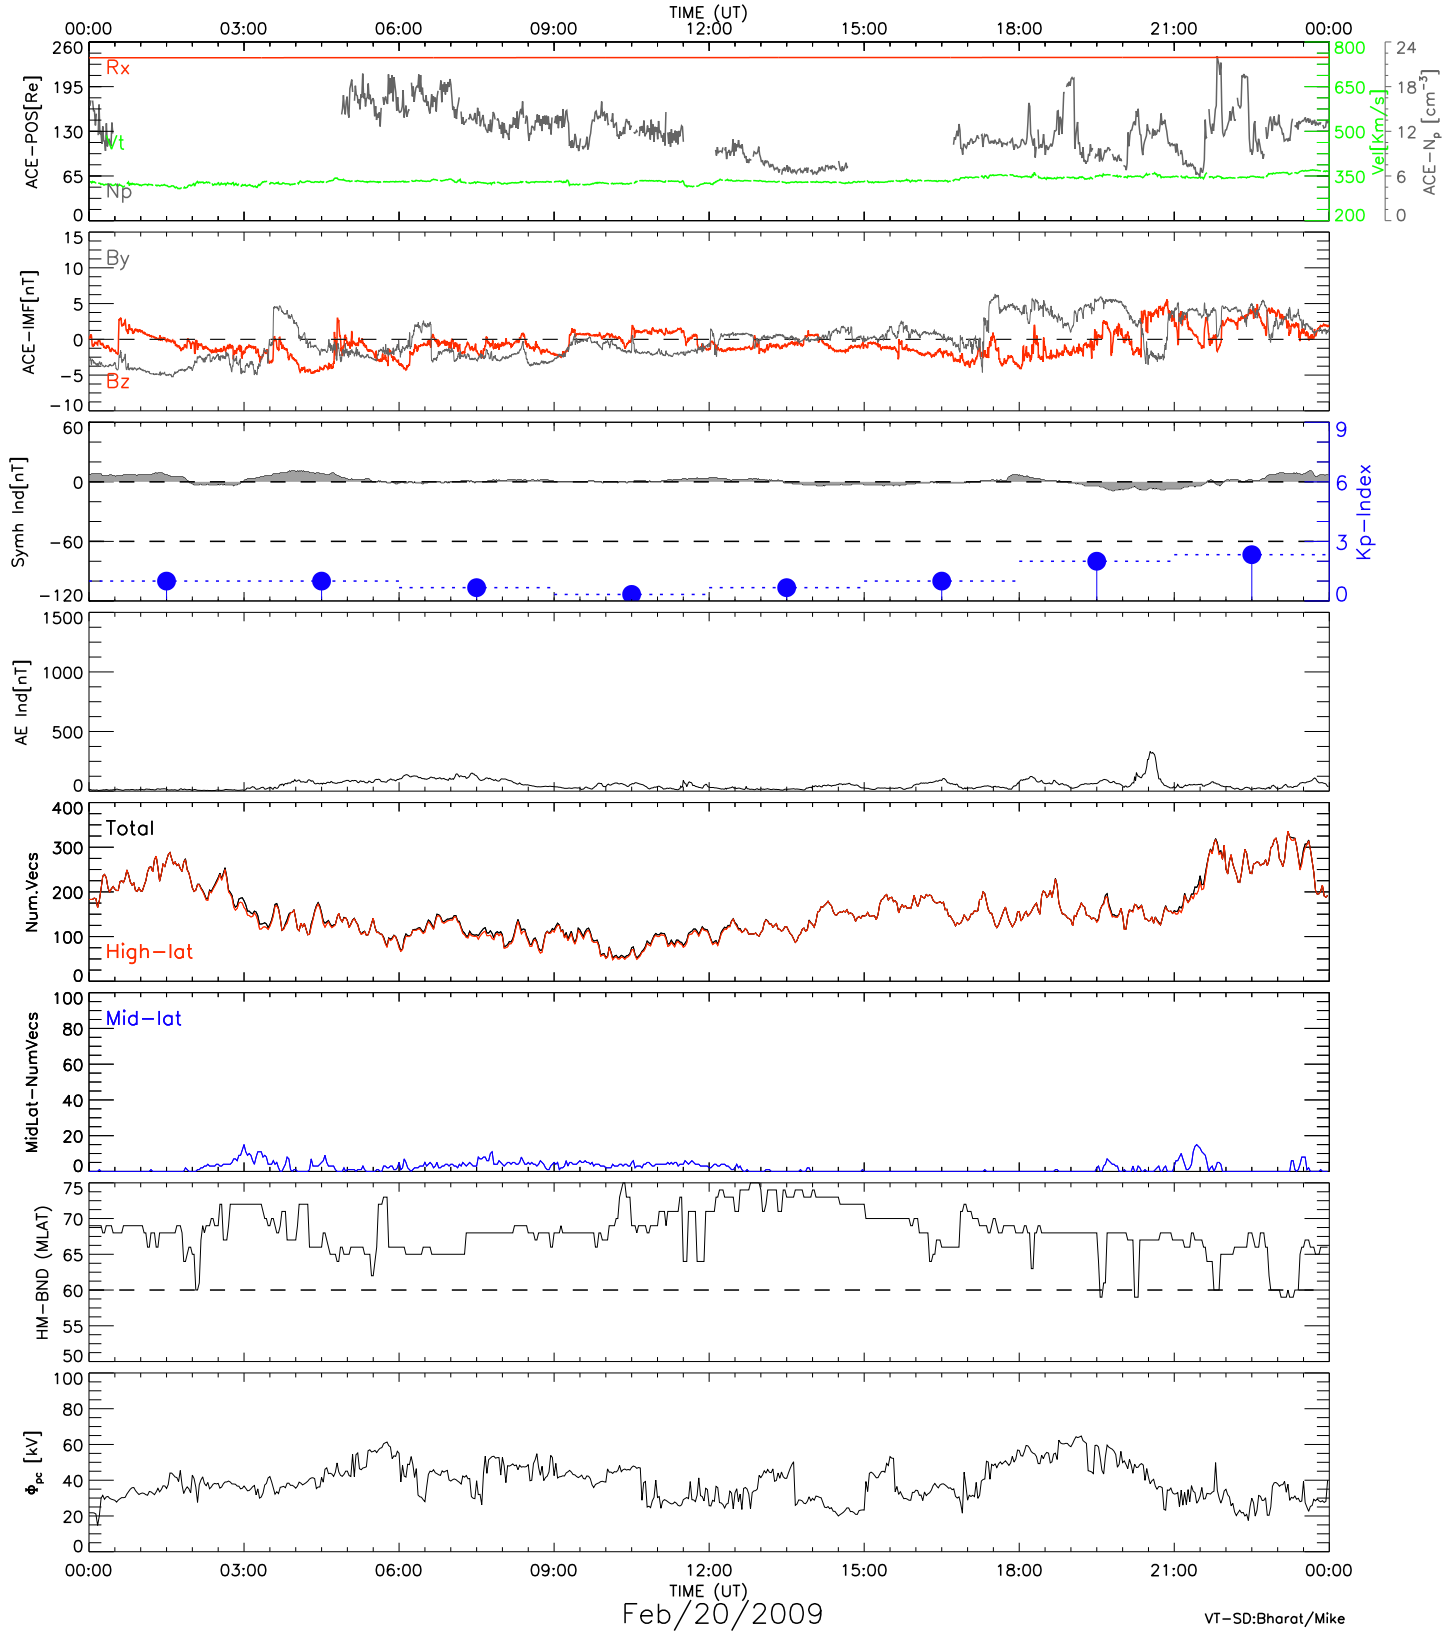 TIME (UT)
00:00 03:00 06:00 09:00 12:00 15:00 18:00 21:00 00:00
260 195 130 65 0
ACE-POS[Re]
Rx
Vt
Np
800 650 500 350 200
Vel[Km/s]
24 18 12 6 0
ACE-Np [cm-3]
15 10 5 0 -5 -10
ACE-IMF[nT]
By
Bz
60 0 -60 -120
Symh Ind[nT]
9 6 3 0
Kp-Index
1500 1000 500 0
AE Ind[nT]
400 300 200 100 0
Num.Vecs
Total
High-lat
100 80 60 40 20 0
MidLat-NumVecs
Mid-lat
75 70 65 60 55 50
HM-BND (MLAT)
100 80 60 40 20 0
Φpc [kV]
00:00 03:00 06:00 09:00 12:00 15:00 18:00 21:00 00:00
TIME (UT)
Feb/20/2009
VT-SD:Bharat/Mike